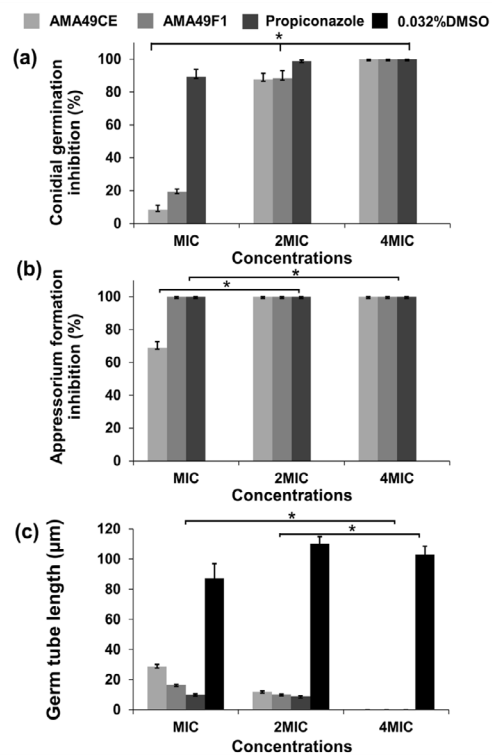 AMA49CE AMA49F1 Propiconazole 0.032%DMSO
(a)
*
Conidial germination
inhibition (%)
100
80
60
40
20
0
MIC 2MIC 4MIC
Concentrations
(b)
*
*
Appressorium formation
inhibition (%)
100
80
60
40
20
0
MIC 2MIC 4MIC
Concentrations
(c)
*
*
Germ tube length (µm)
120
100
80
60
40
20
0
MIC 2MIC 4MIC
Concentrations